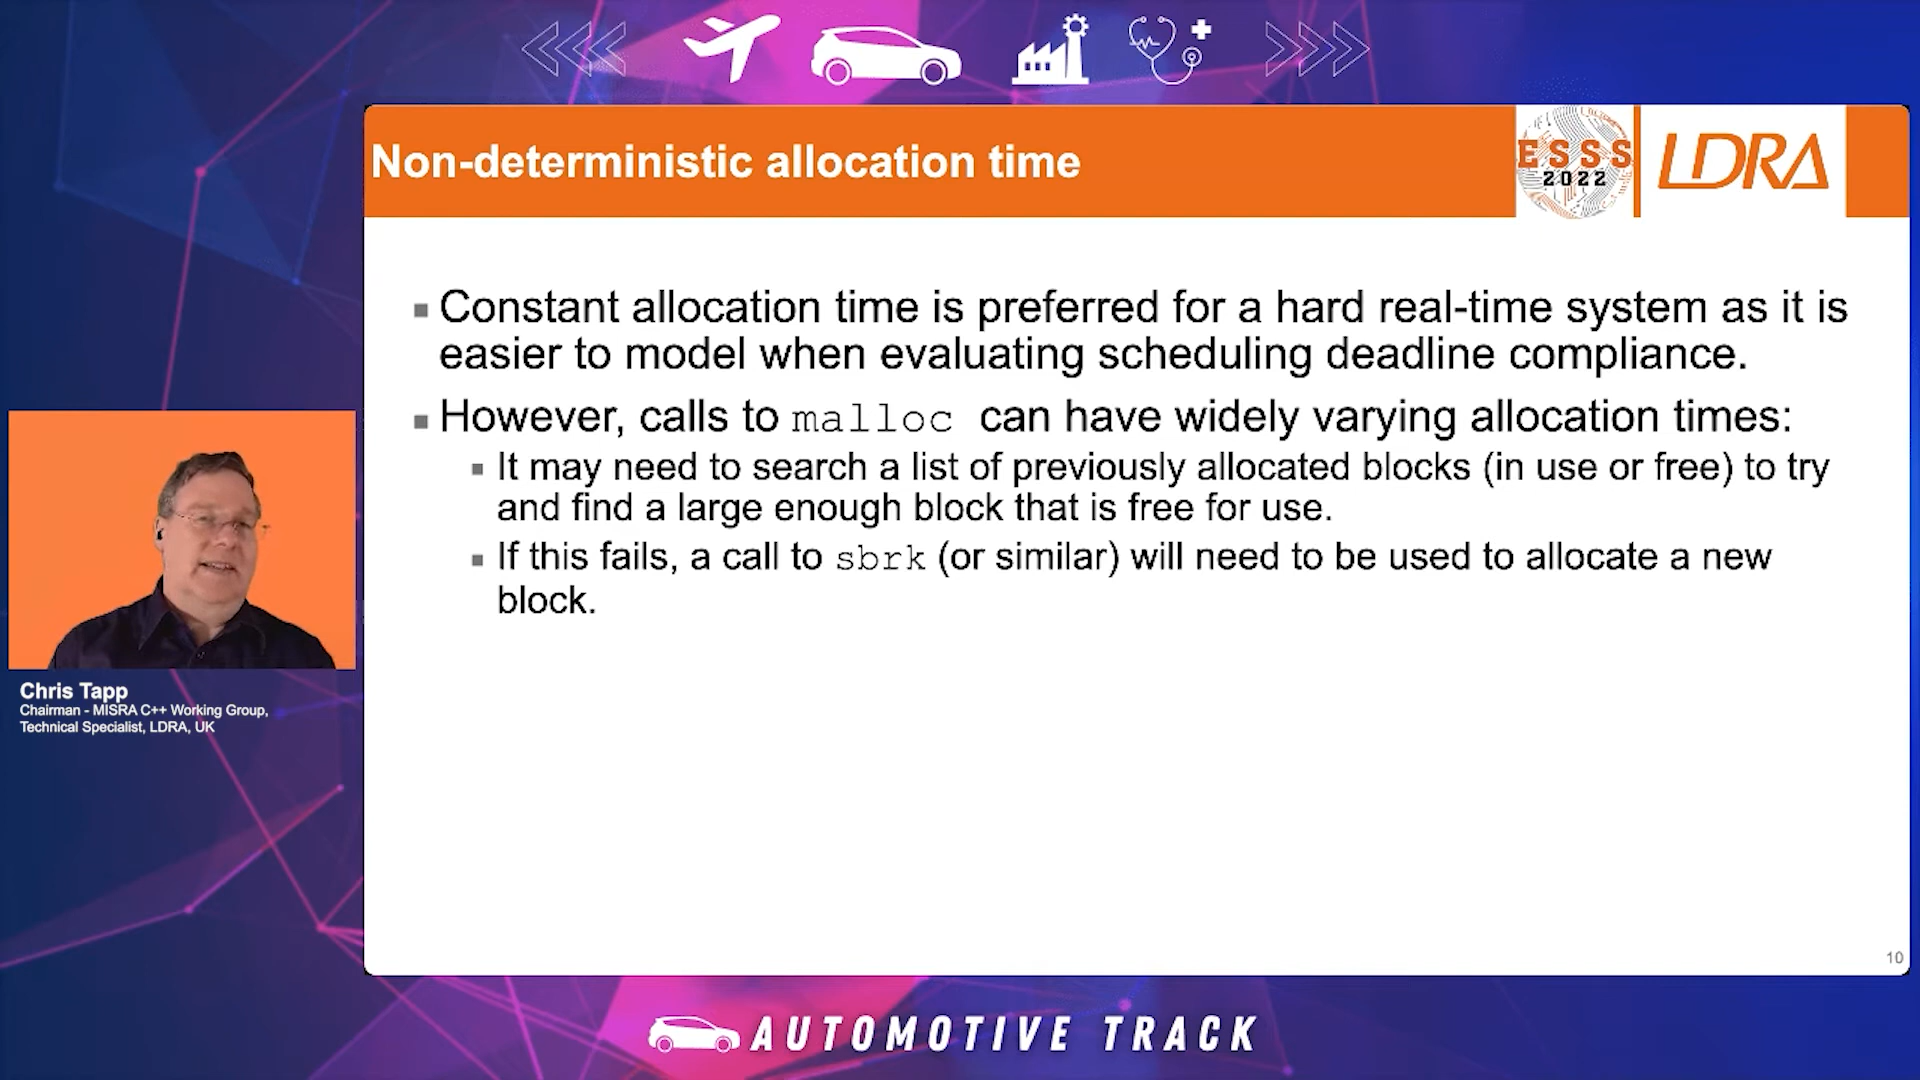 Non-deterministic allocation time
ESSS
2022
LDRA
Constant allocation time is preferred for a hard real-time system as it is
easier to model when evaluating scheduling deadline compliance.
However, calls to malloc can have widely varying allocation times:
It may need to search a list of previously allocated blocks (in use or free) to try
and find a large enough block that is free for use.
If this fails, a call to sbrk (or similar) will need to be used to allocate a new
block.
Chris Tapp
Chairman - MISRA C++ Working Group,
Technical Specialist, LDRA, UK
10
AUTOMOTIVE TRACK